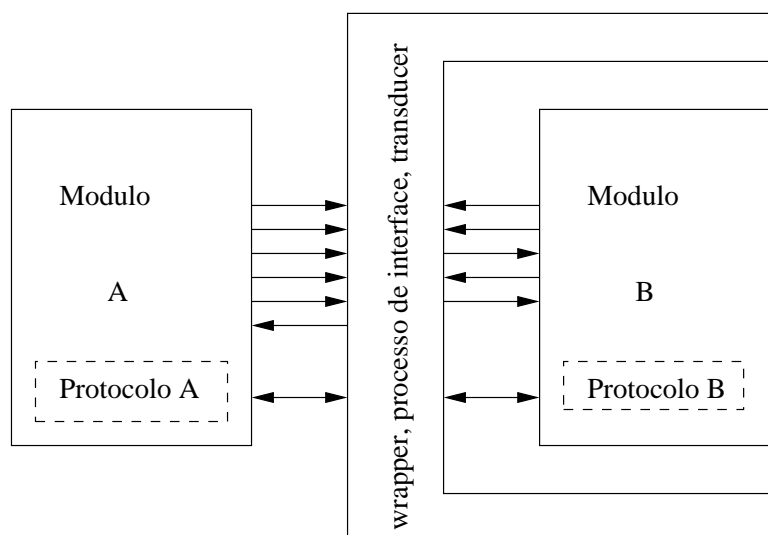 Modulo
A
Protocolo A
wrapper, processo de interface, transducer
Modulo
B
Protocolo B